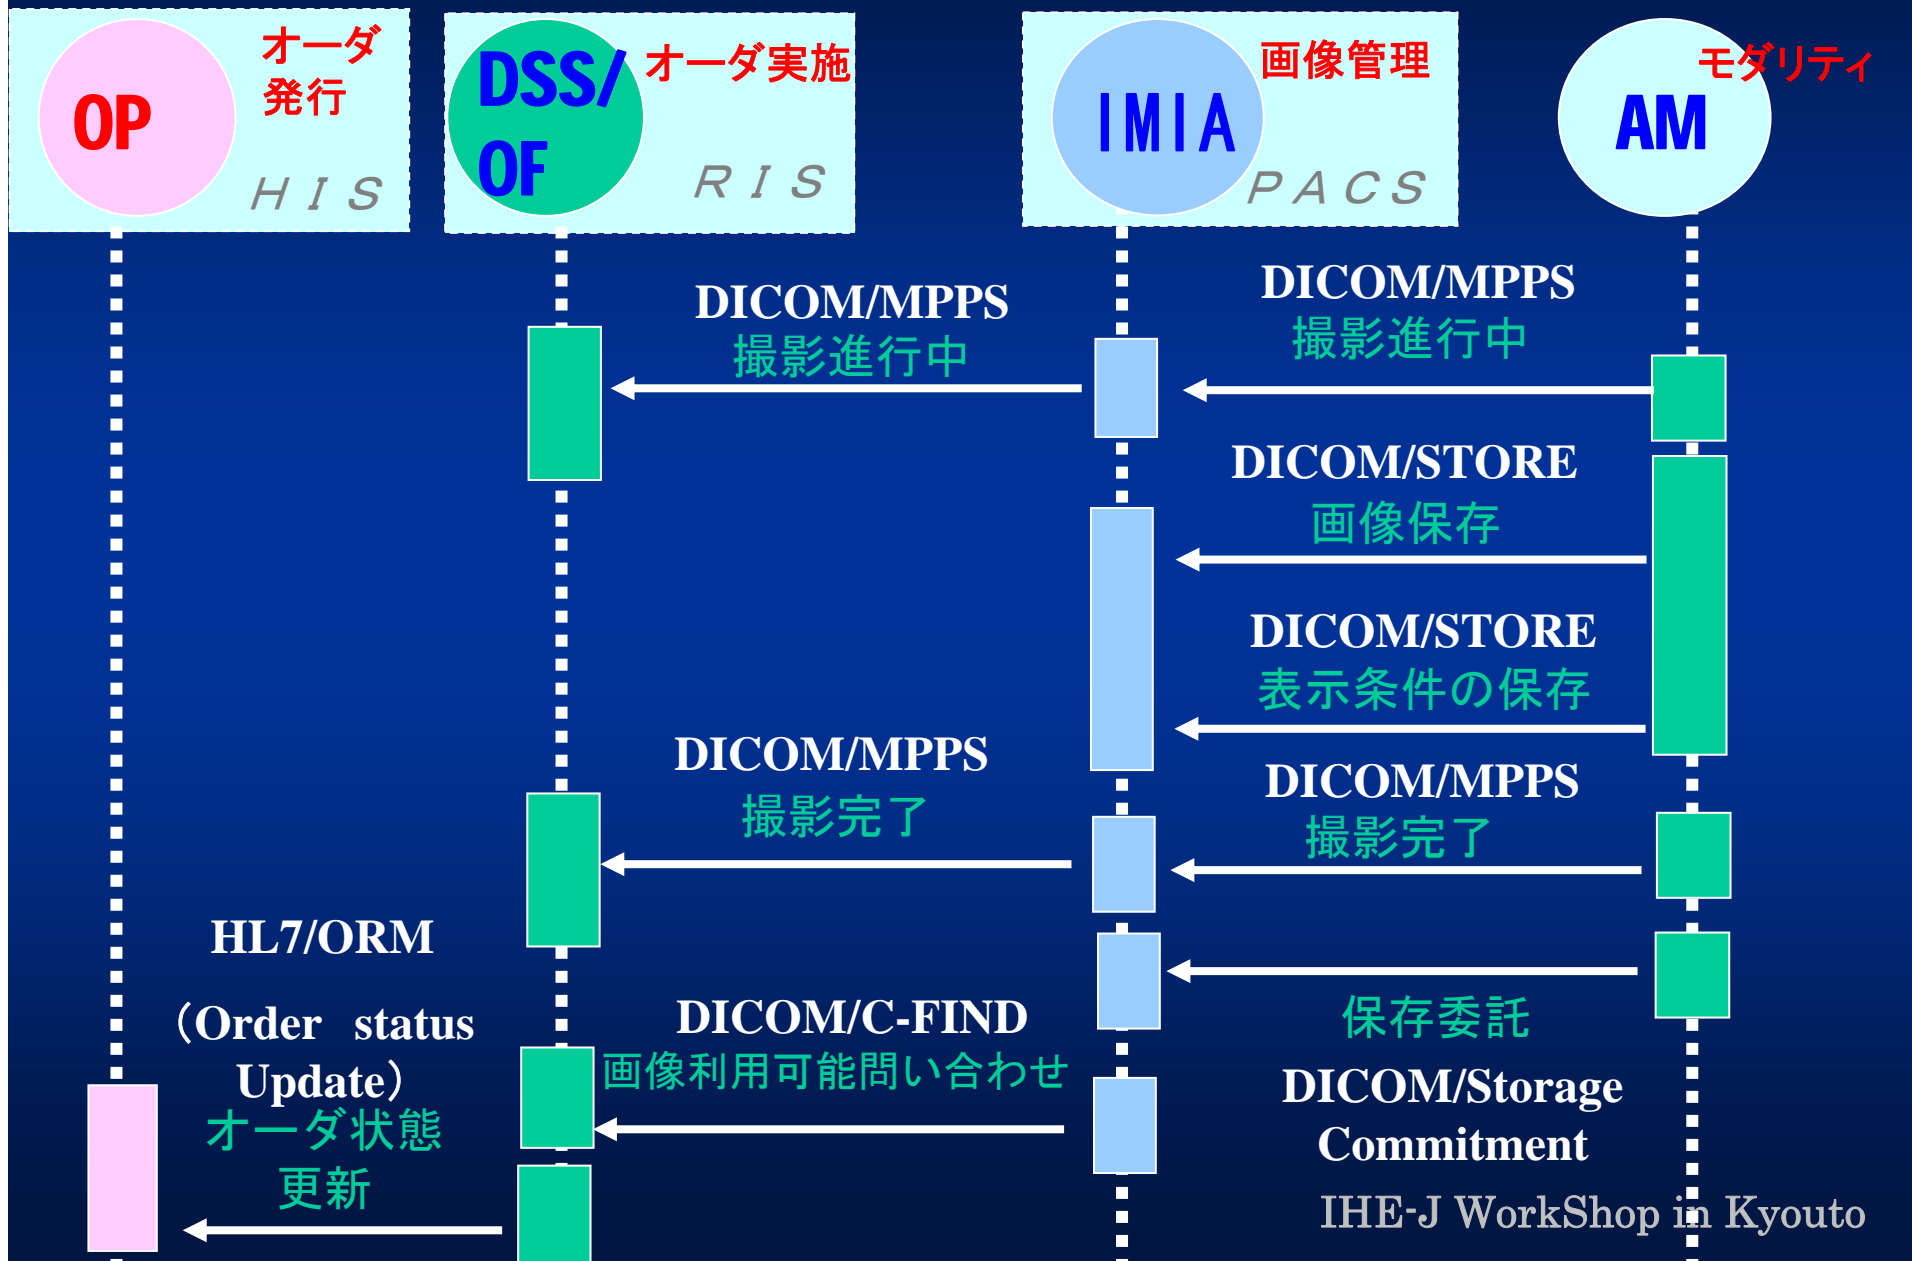 オーダ
発行
OP
ＨＩＳ
DSS/
OF
オーダ実施
ＲＩＳ
画像管理
ＩＭＩＡ
ＰＡＣＳ
モダリティ
AM
DICOM/MPPS
撮影進行中
DICOM/MPPS
撮影進行中
DICOM/STORE
画像保存
DICOM/STORE
表示条件の保存
DICOM/MPPS
撮影完了
DICOM/MPPS
撮影完了
HL7/ORM
（Order status
Update）
オーダ状態
更新
DICOM/C-FIND
画像利用可能問い合わせ
保存委託
DICOM/Storage
Commitment
IHE-J WorkShop in Kyouto